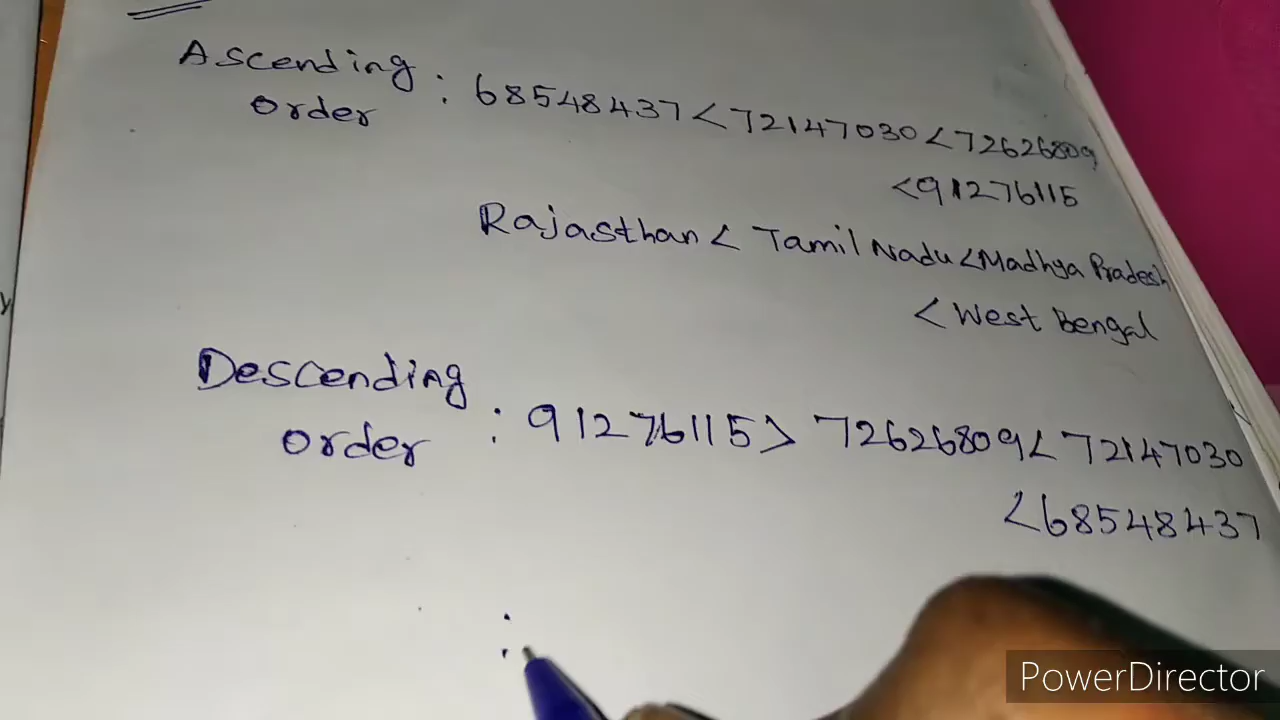 Ascending
order : 68548437 < 72147030 < 72626809
< 91276115
Rajasthan < Tamil Nadu < Madhya Pradesh
< West Bengal
Descending
order : 91276115 > 72626809 < 72147030
< 68548437
:
PowerDirector